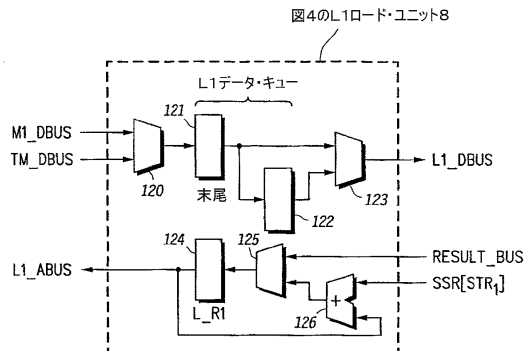 図4のL1ロード・ユニット8
L1データ・キュー
121
M1_DBUS
TM_DBUS
120
末尾
122
123
L1_DBUS
124
125
L1_ABUS
RESULT_BUS
SSR[STR₁]
+
L_R1
126